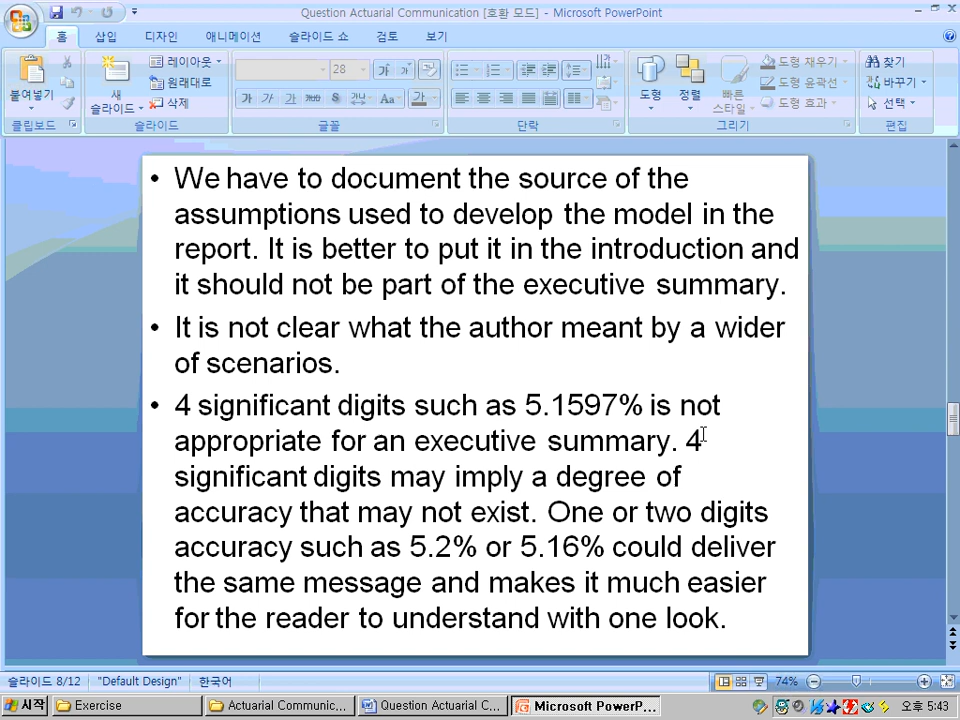 Question Actuarial Communication [호환 모드] - Microsoft PowerPoint
홈 삽입 디자인 애니메이션 슬라이드 쇼 검토 보기
붙여넣기
클립보드
새
슬라이드
레이아웃
원래대로
삭제
슬라이드
28
가 가 가 가 S 가 Aa 가
글꼴
단락
도형
정렬
빠른
스타일
도형 채우기
도형 윤곽선
도형 효과
그리기
찾기
바꾸기
선택
편집
• We have to document the source of the
assumptions used to develop the model in the
report. It is better to put it in the introduction and
it should not be part of the executive summary.
• It is not clear what the author meant by a wider
of scenarios.
• 4 significant digits such as 5.1597% is not
appropriate for an executive summary. 4
significant digits may imply a degree of
accuracy that may not exist. One or two digits
accuracy such as 5.2% or 5.16% could deliver
the same message and makes it much easier
for the reader to understand with one look.
슬라이드 8/12 "Default Design" 한국어 74%
시작 Exercise Actuarial Communic... Question Actuarial C... Microsoft PowerP... 오후 5:43